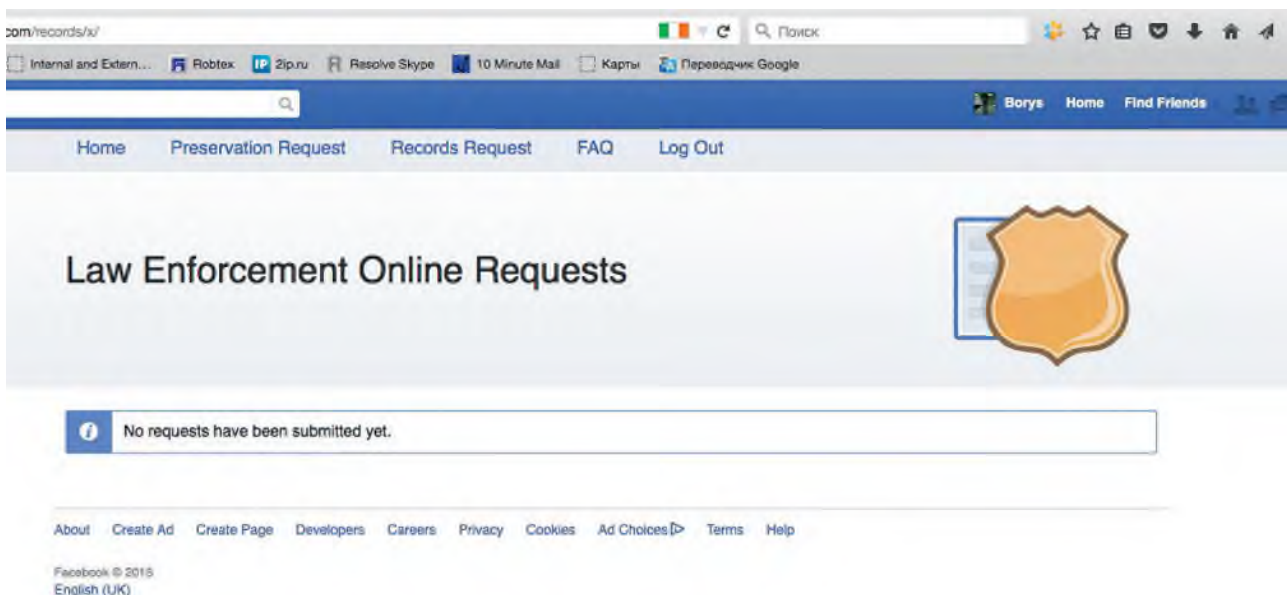 com/records/x/ Поиск
Internal and Extern... Robtex IP 2ip.ru Resolve Skype 10 Minute Mail Карты Переводчик Google
Borys Home Find Friends
Home Preservation Request Records Request FAQ Log Out
Law Enforcement Online Requests
i No requests have been submitted yet.
About Create Ad Create Page Developers Careers Privacy Cookies Ad Choices Terms Help
Facebook ©
English (UK)